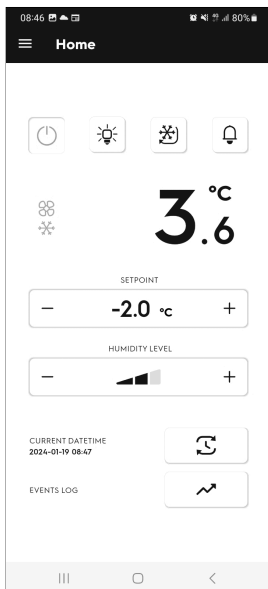 08:46 80%
Home
3.6 °C
SETPOINT
— -2.0 °C +
HUMIDITY LEVEL
— +
CURRENT DATETIME
2024-01-19 08:47
EVENTS LOG